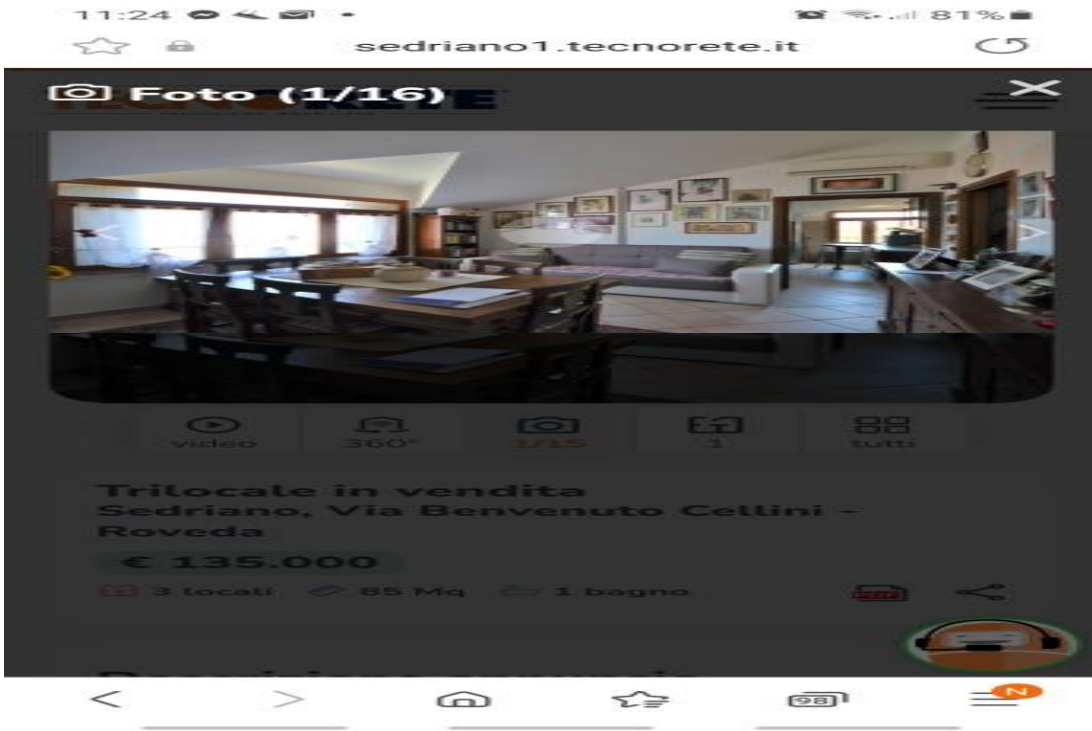 11:24
81%
sedriano1.tecnorete.it
Foto (1/16)
video
360°
1/15
1
tutti
Trilocale in vendita
Sedriano, Via Benvenuto Cellini -
Roveda
€ 135.000
3 locali
85 Mq
1 bagno
PDF
98
N